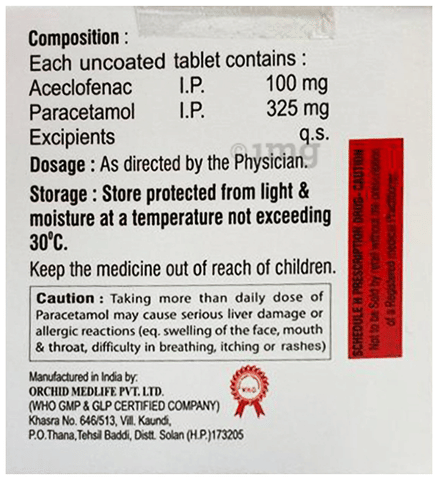 Composition :
Each uncoated tablet contains :
Aceclofenac I.P. 100 mg
Paracetamol I.P. 325 mg
Excipients q.s.
1mg
Dosage : As directed by the Physician.
Storage : Store protected from light &
moisture at a temperature not exceeding
30⁰C.
Keep the medicine out of reach of children.
Caution : Taking more than daily dose of
Paracetamol may cause serious liver damage or
allergic reactions (eq. swelling of the face, mouth
& throat, difficulty in breathing, itching or rashes)
SCHEDULE H PRESCRIPTION DRUG- CAUTION
Not to be Sold by retail without the prescription
of a Registered Medical Practitioner.
Manufactured in India by:
ORCHID MEDLIFE PVT. LTD.
(WHO GMP & GLP CERTIFIED COMPANY)
Khasra No. 646/513, Vill. Kaundi,
P.O.Thana,Tehsil Baddi, Distt. Solan (H.P.)173205
W.H.O.